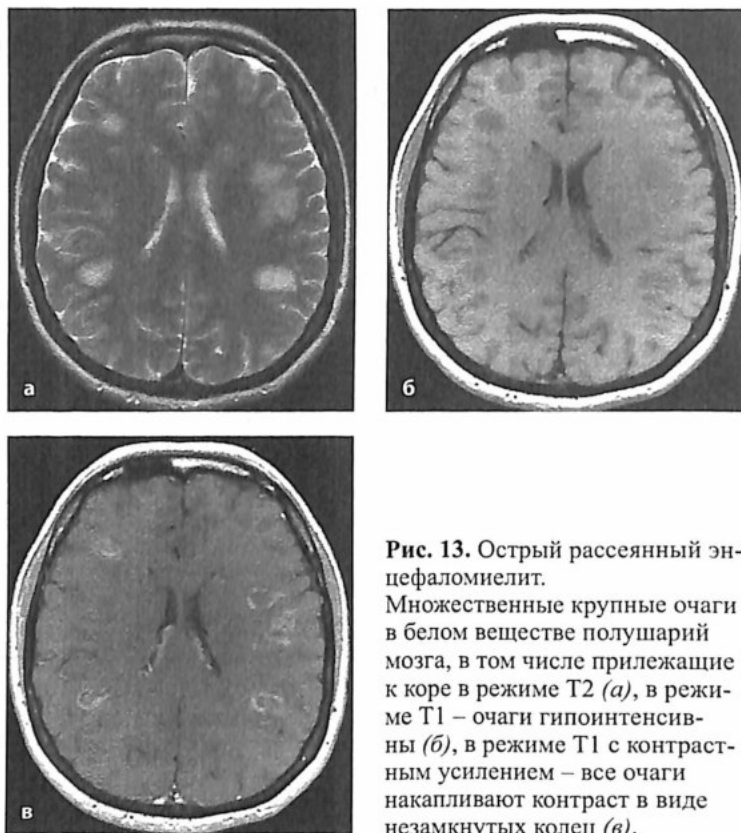 а
б
в
Рис. 13. Острый рассеянный эн-
цефаломиелит.
Множественные крупные очаги
в белом веществе полушарий
мозга, в том числе прилежащие
к коре в режиме Т2 (а), в режи-
ме Т1 – очаги гипоинтенсив-
ны (б), в режиме Т1 с контраст-
ным усилением – все очаги
накапливают контраст в виде
незамкнутых колец (в).